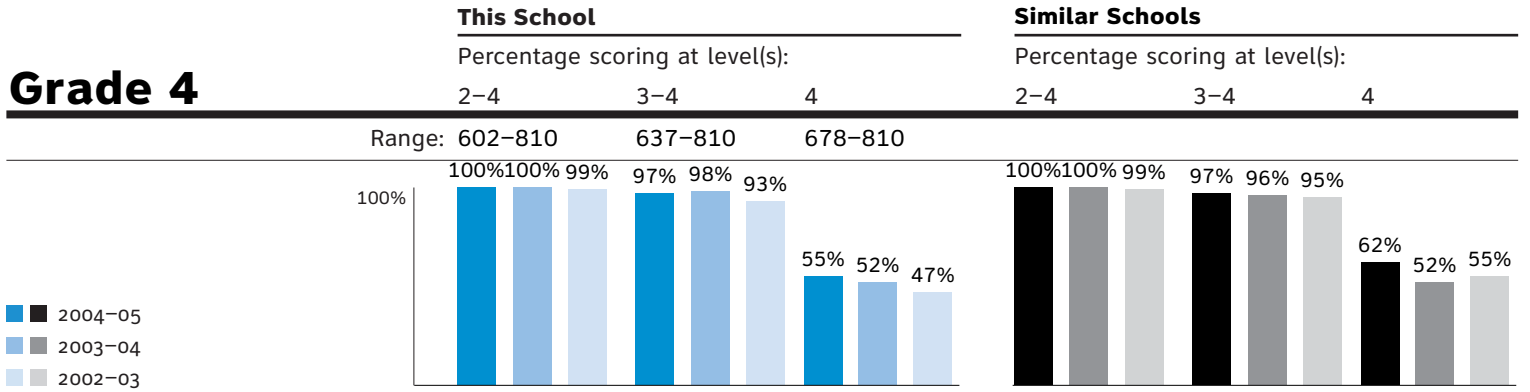 This School Similar Schools
Percentage scoring at level(s): Percentage scoring at level(s):
Grade 4 2–4 3–4 4 2–4 3–4 4
Range: 602–810 637–810 678–810
100% 100% 99% 97% 98% 93% 100% 100% 99% 97% 96% 95%
100%
55% 52% 47% 62% 52% 55%
2004–05
2003–04
2002–03